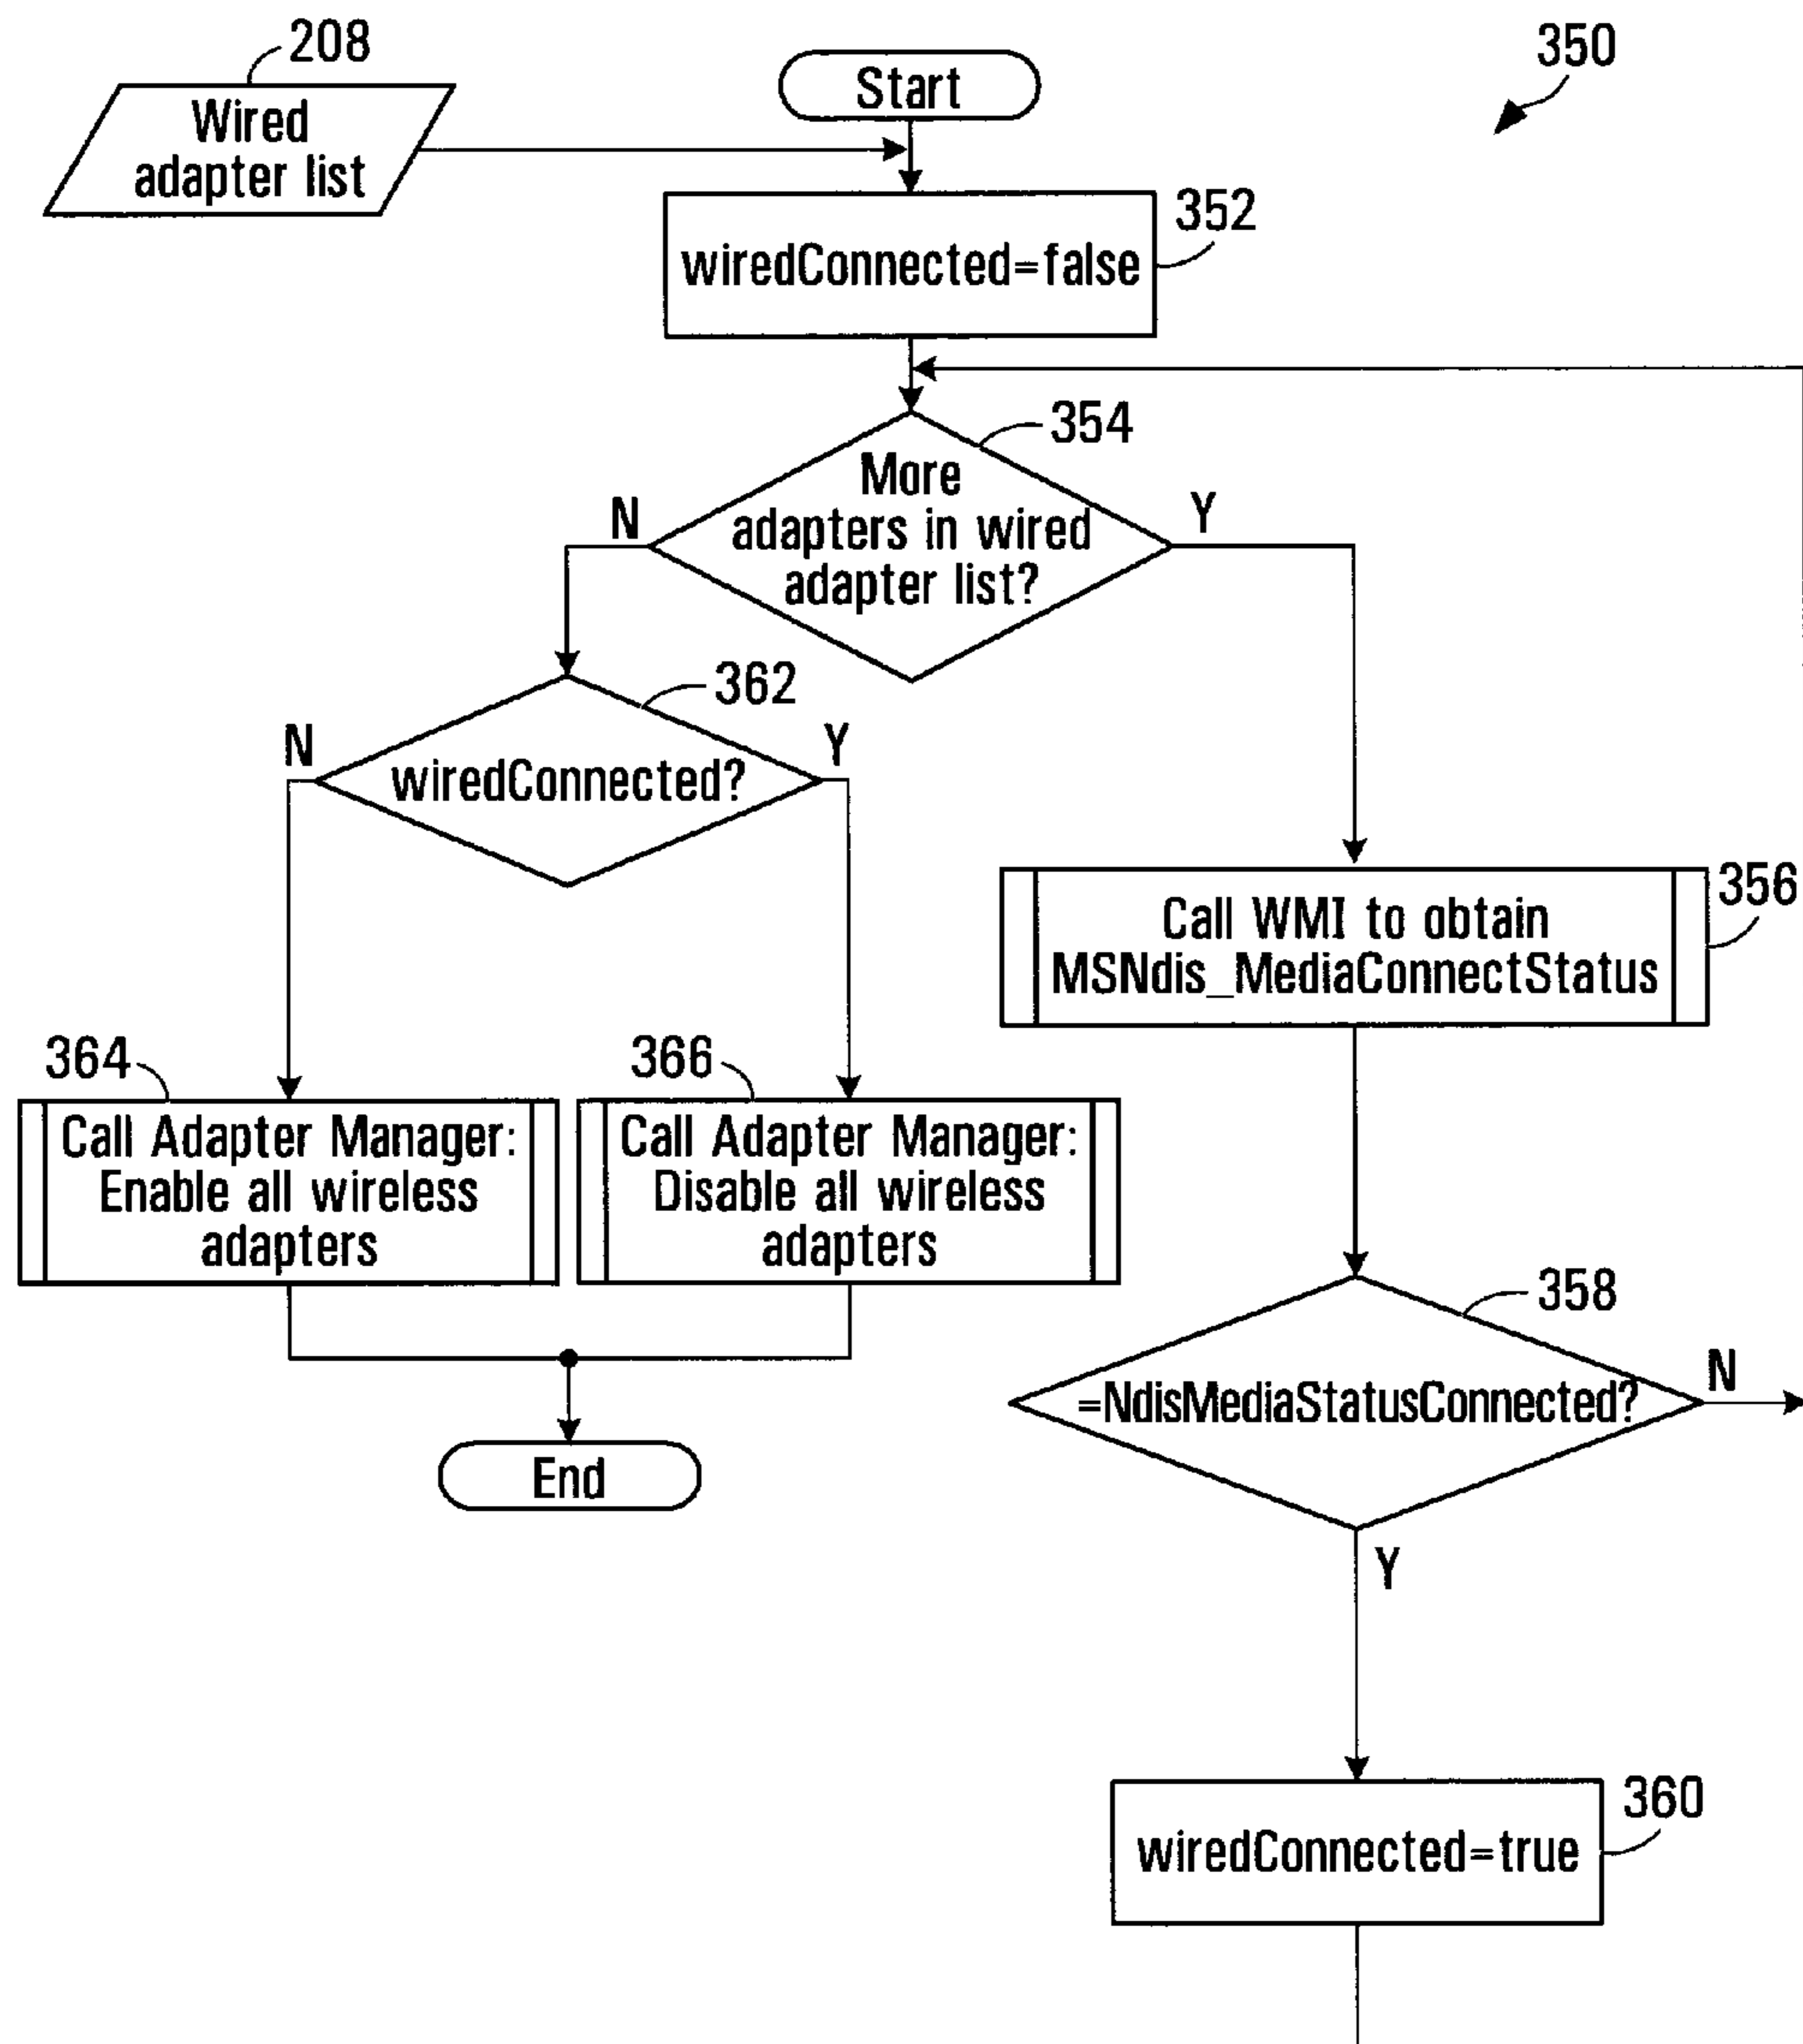 208
Wired
adapter list
Start
350
352
wiredConnected=false
354
More
adapters in wired
adapter list?
N
Y
362
wiredConnected?
N
Y
356
Call WMI to obtain
MSNdis_MediaConnectStatus
364
Call Adapter Manager:
Enable all wireless
adapters
366
Call Adapter Manager:
Disable all wireless
adapters
358
=NdisMediaStatusConnected?
N
Y
End
360
wiredConnected=true